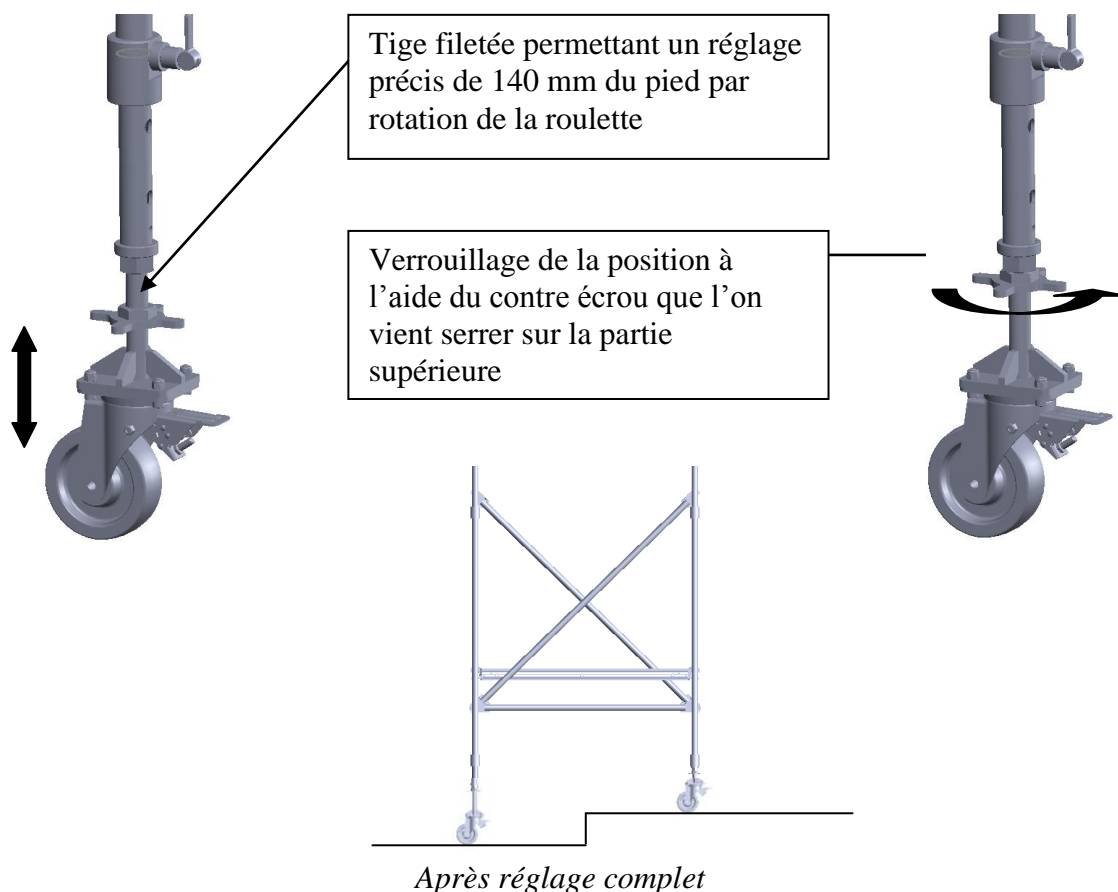 Tige filetée permettant un réglage
précis de 140 mm du pied par
rotation de la roulette
Verrouillage de la position à
l’aide du contre écrou que l’on
vient serrer sur la partie
supérieure
Après réglage complet